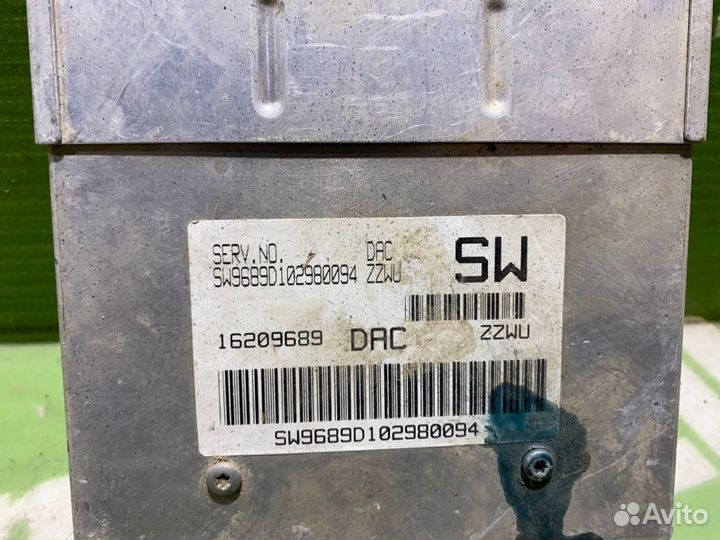 SERV.NO. DAC
SW9689D102980094 ZZWU
SW
16209689 DAC ZZWU
SW9689D102980094
Avito